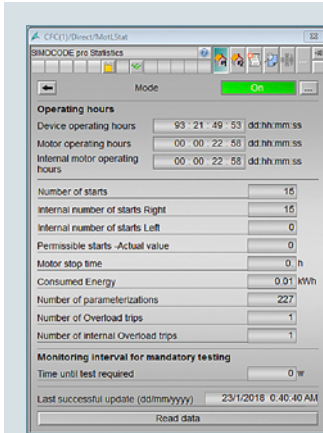 CFC(1)/Direct/MotLStat
SIMOCODE pro Statistics
Mode On ...
Operating hours
Device operating hours 93 : 21 : 49 : 53 dd:hh:mm:ss
Motor operating hours 00 : 00 : 22 : 58 dd:hh:mm:ss
Internal motor operating hours 00 : 00 : 22 : 58 dd:hh:mm:ss
Number of starts 16
Internal number of starts Right 16
Internal number of starts Left 0
Permissible starts -Actual value 0
Motor stop time 0. h
Consumed Energy 0.01 kWh
Number of parameterizations 227
Number of Overload trips 1
Number of internal Overload trips 1
Monitoring interval for mandatory testing
Time until test required 0 w
Last successful update (dd/mm/yyyy) 23/1/2018 0:40:40 AM
Read data